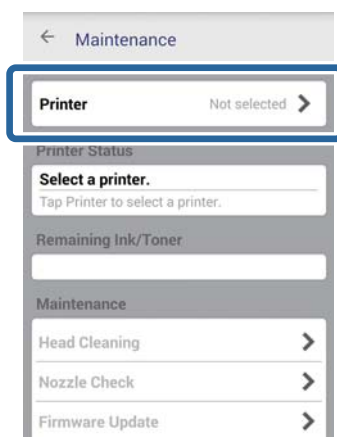 Maintenance
Printer Not selected
Printer Status
Select a printer.
Tap Printer to select a printer.
Remaining Ink/Toner
Maintenance
Head Cleaning
Nozzle Check
Firmware Update